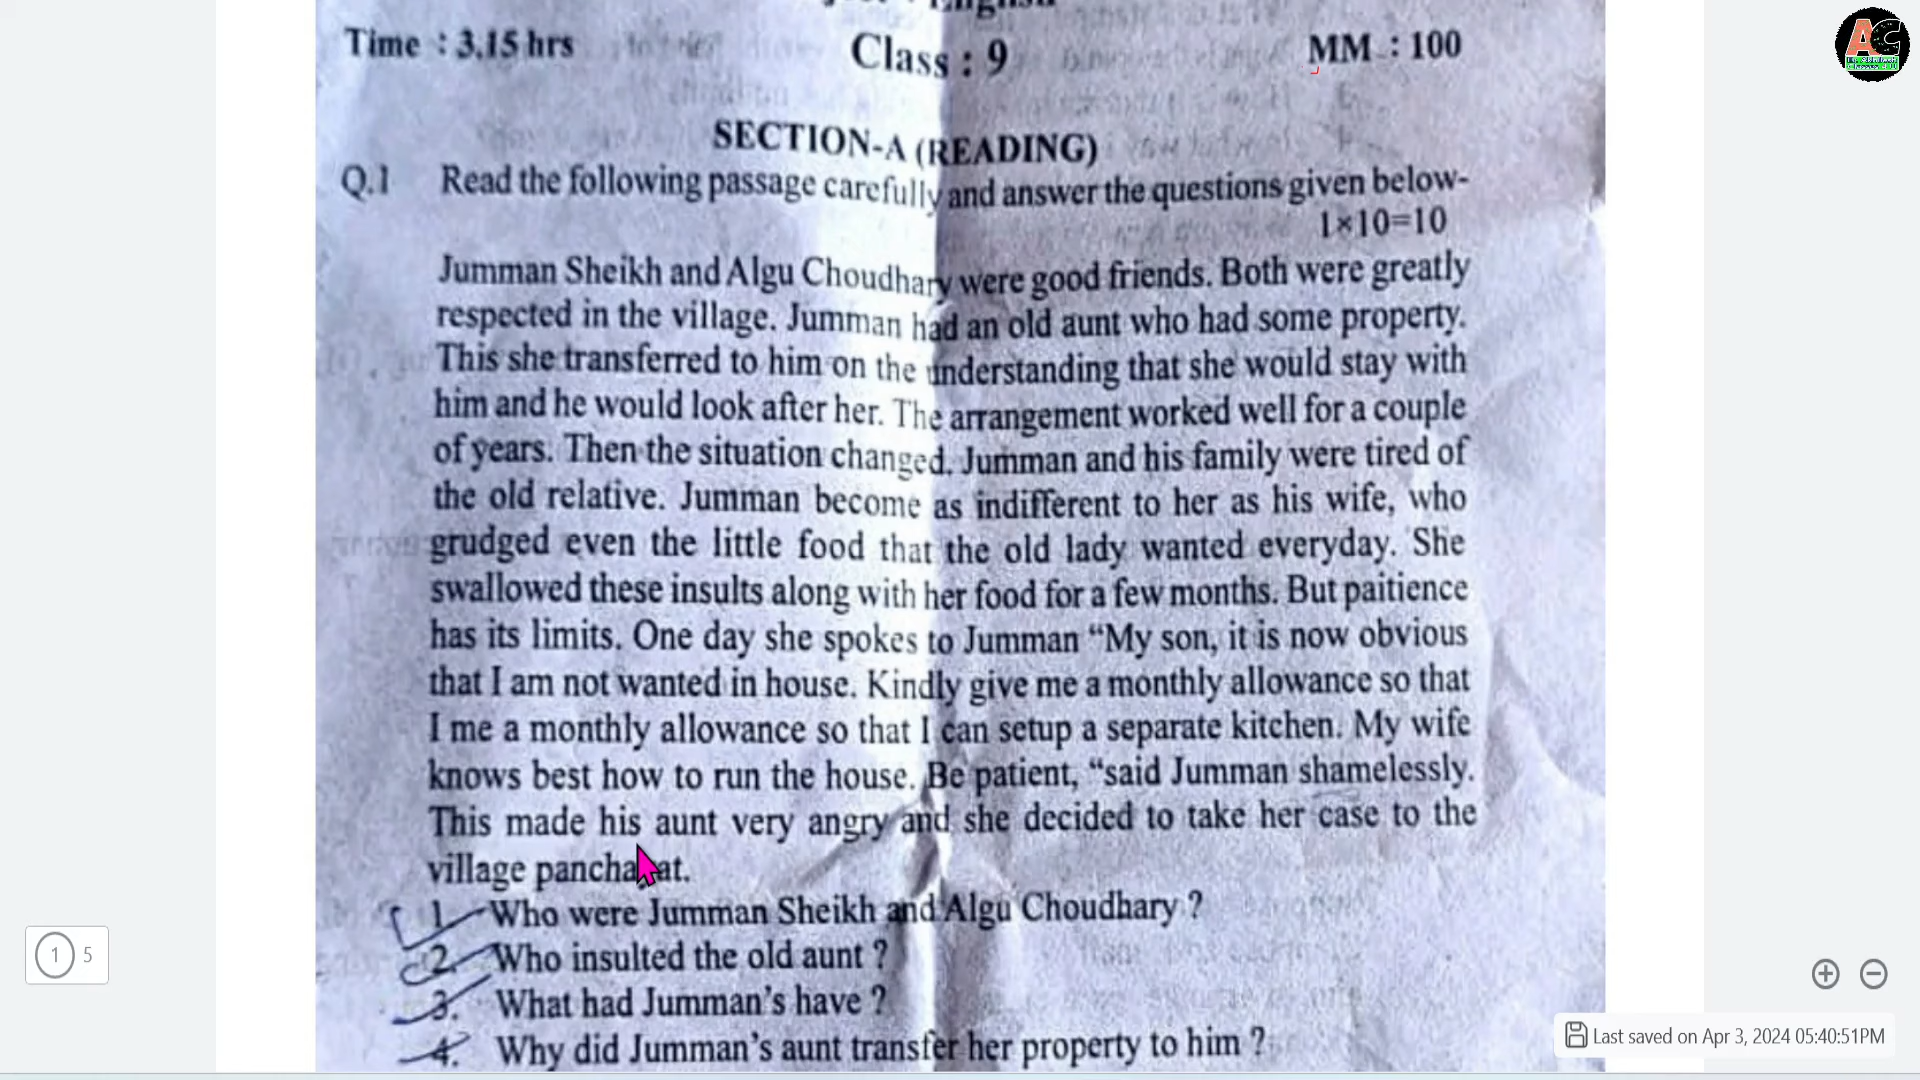 Time : 3.15 hrs
Class : 9
MM : 100
SECTION-A (READING)
Q.1 Read the following passage carefully and answer the questions given below-
1×10=10
Jumman Sheikh and Algu Choudhary were good friends. Both were greatly
respected in the village. Jumman had an old aunt who had some property.
This she transferred to him on the understanding that she would stay with
him and he would look after her. The arrangement worked well for a couple
of years. Then the situation changed. Jumman and his family were tired of
the old relative. Jumman become as indifferent to her as his wife, who
grudged even the little food that the old lady wanted everyday. She
swallowed these insults along with her food for a few months. But paitience
has its limits. One day she spokes to Jumman “My son, it is now obvious
that I am not wanted in house. Kindly give me a monthly allowance so that
I me a monthly allowance so that I can setup a separate kitchen. My wife
knows best how to run the house. Be patient, “said Jumman shamelessly.
This made his aunt very angry and she decided to take her case to the
village
1. Who were Jumman Sheikh and Algu Choudhary ?
2. Who insulted the old aunt ?
3. What had Jumman’s have ?
4. Why did Jumman’s aunt transfer her property to him ?
AC
1 5
Last saved on Apr 3, 2024 05:40:51PM